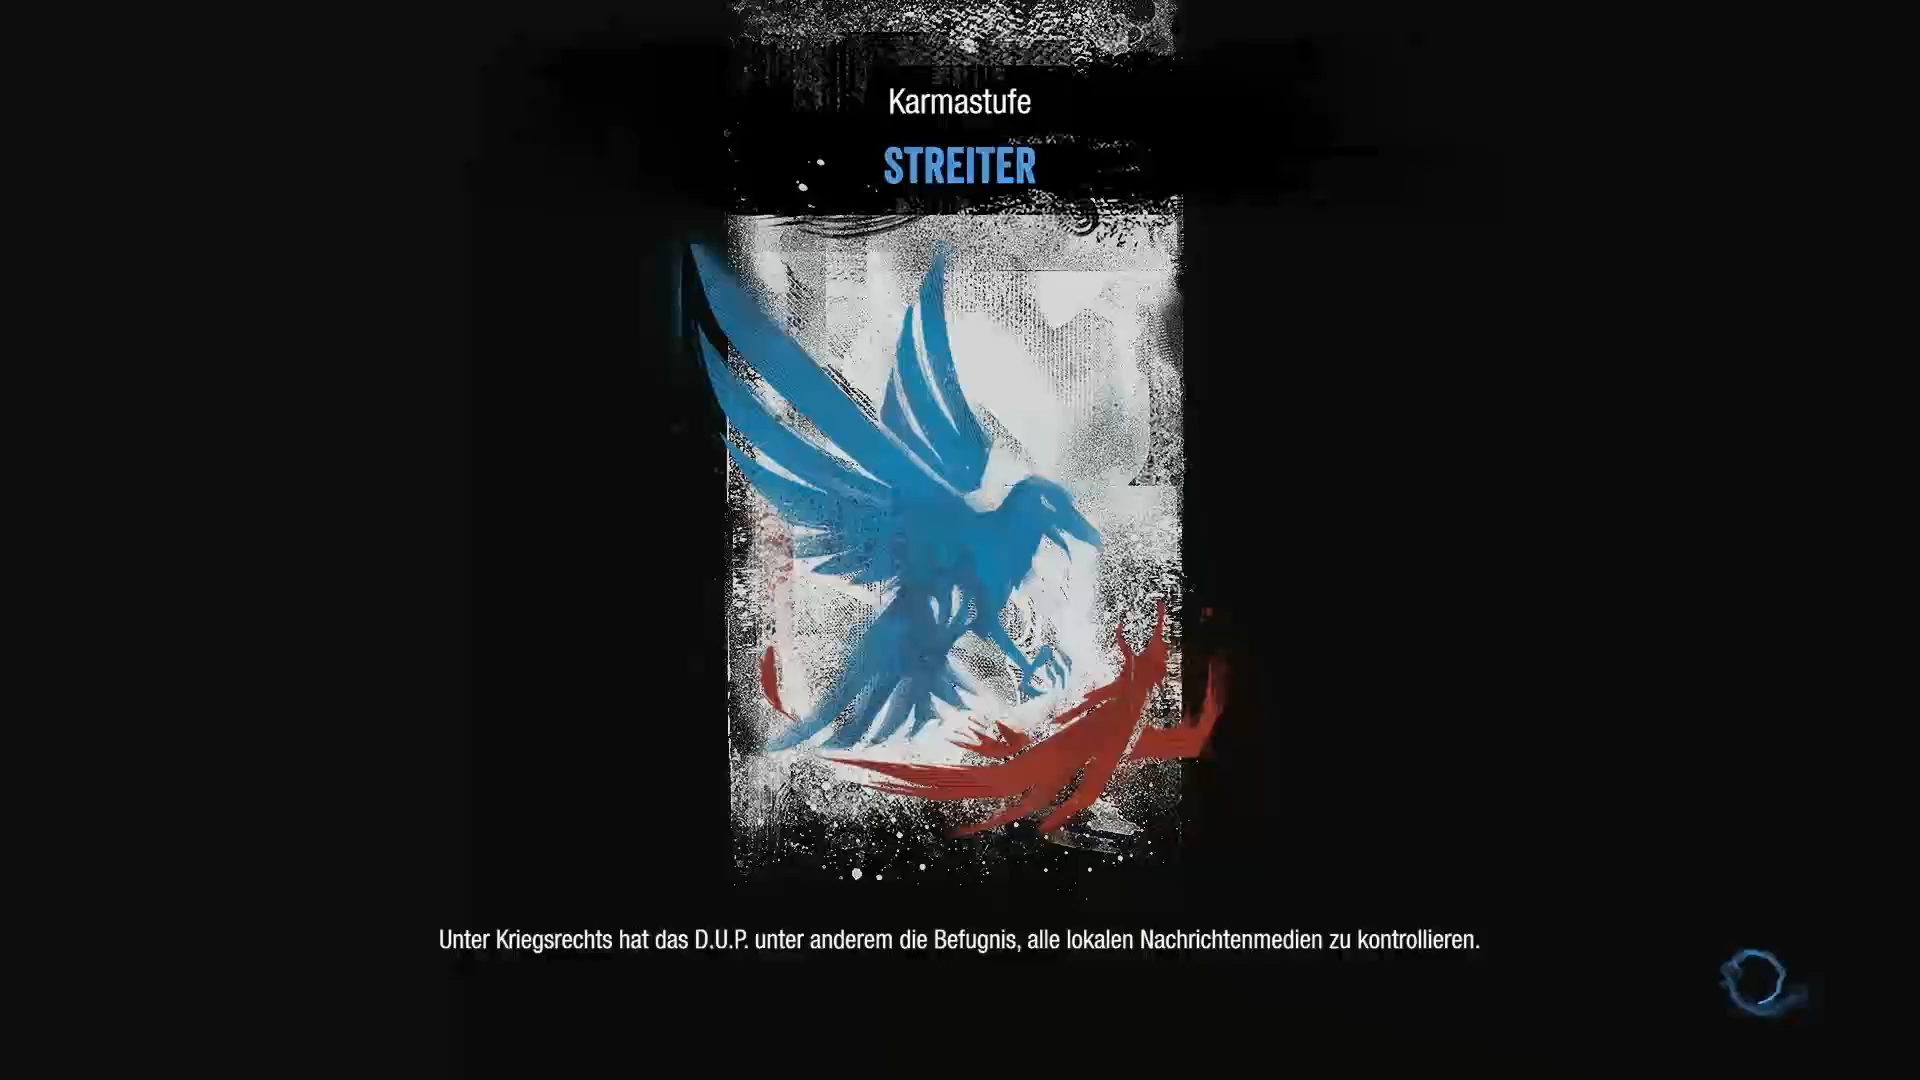 Karmastufe
STREITER
Unter Kriegsrechts hat das D.U.P. unter anderem die Befugnis, alle lokalen Nachrichtenmedien zu kontrollieren.